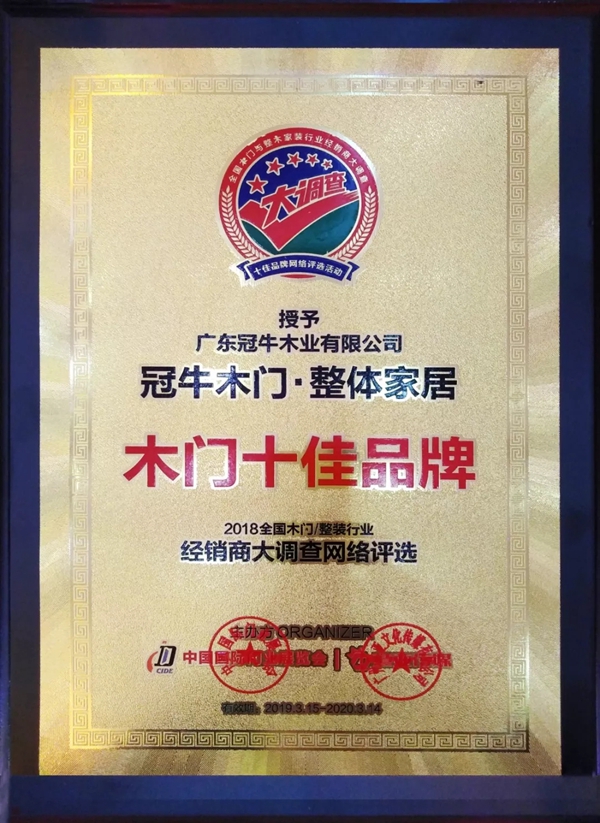 全国木门与整木家装行业经销商大调查
大调查
十佳品牌网络评选活动
授予
广东冠牛木业有限公司
冠牛木门·整体家居
木门十佳品牌
2018全国木门/整装行业
经销商大调查网络评选
主办方 ORGANIZER
CIDE 中国国际门业展览会
有效期：2019.3.15-2020.3.14